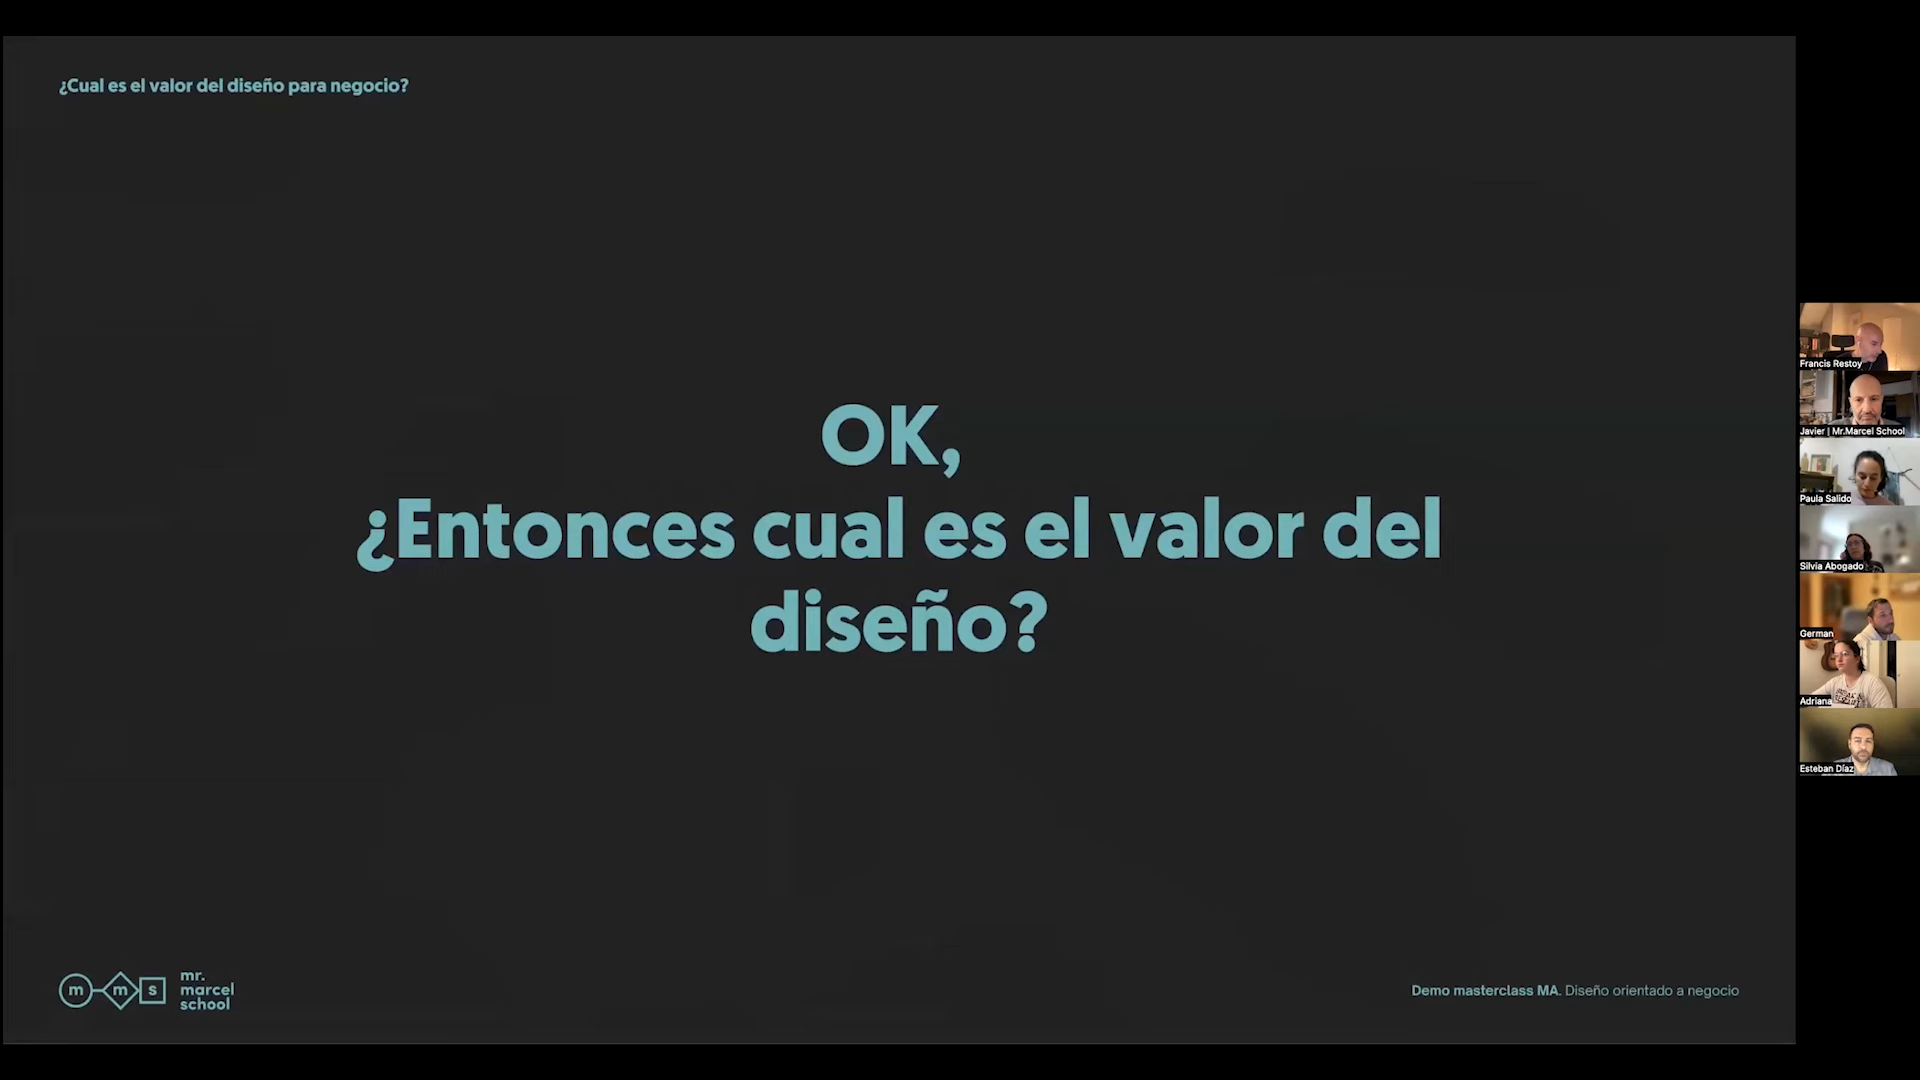 ¿Cual es el valor del diseño para negocio?
OK,
¿Entonces cual es el valor del
diseño?
m m s
mr.
marcel
school
Demo masterclass MA. Diseño orientado a negocio
Francis Restoy
Javier | Mr.Marcel School
Paula Salido
Silvia Abogado
German
Adriana
Esteban Díaz